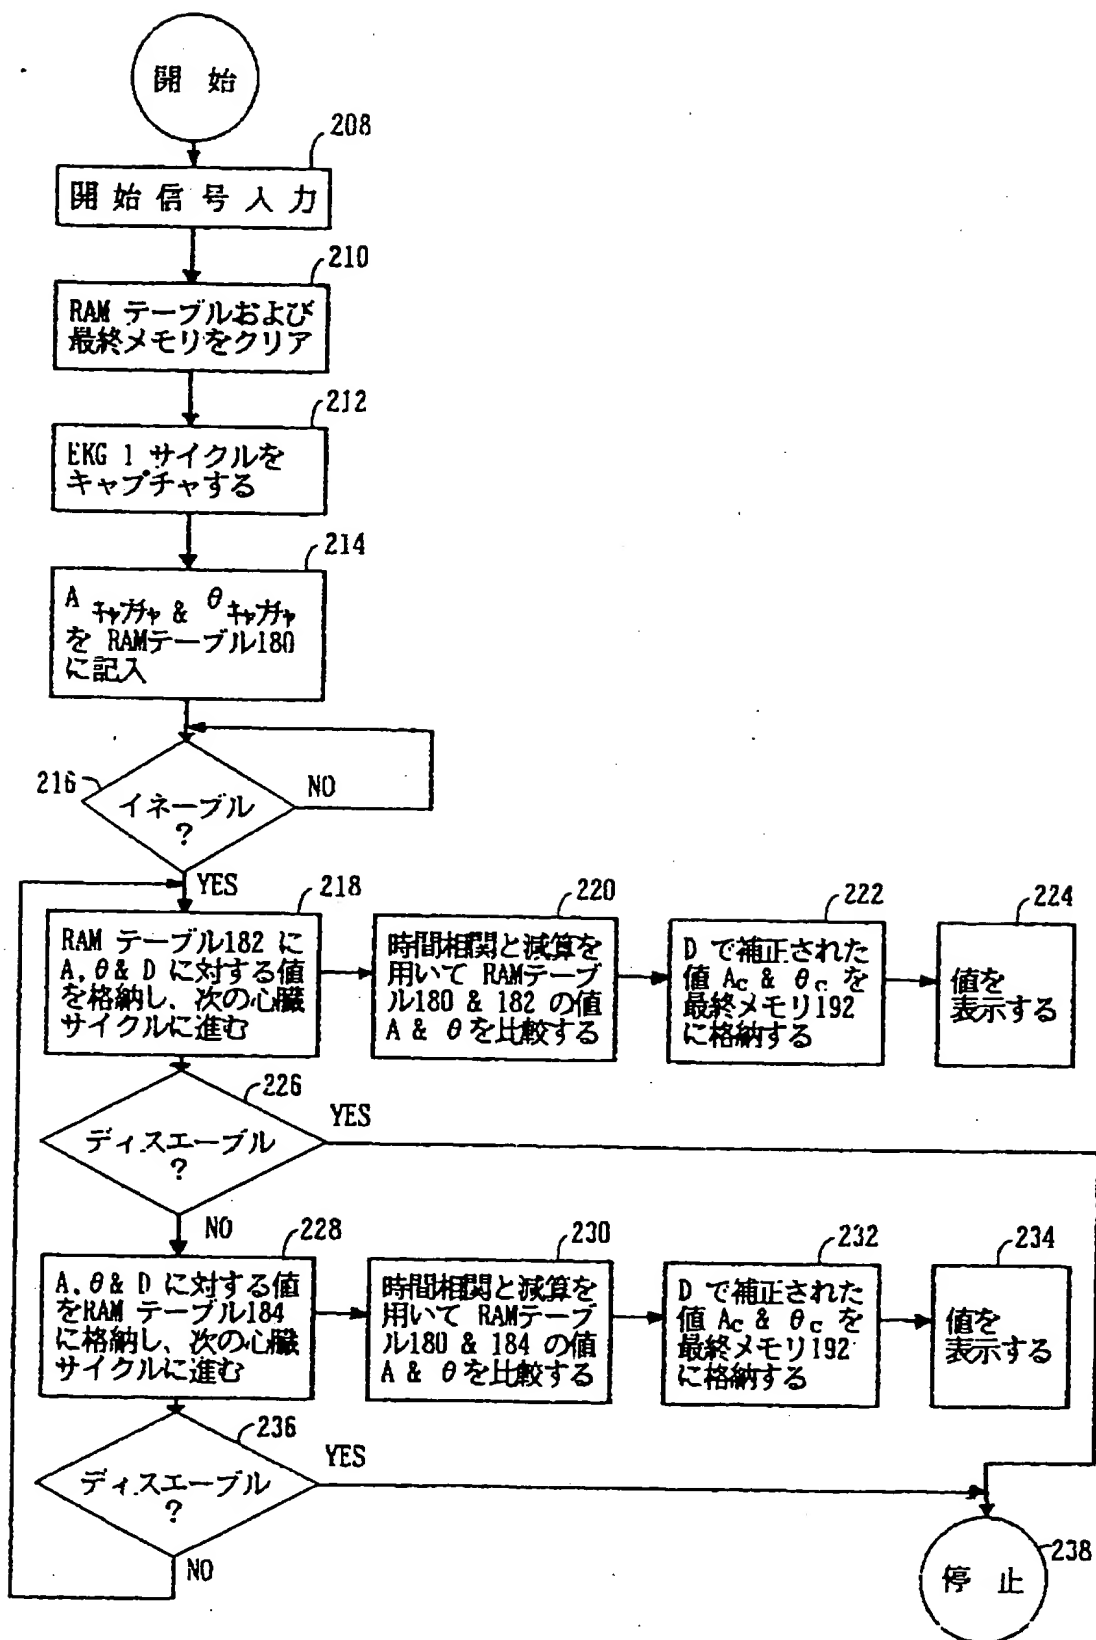 開 始
208
開 始 信 号 入 力
210
RAM テーブルおよび
最終メモリをクリア
212
EKG 1 サイクルを
キャプチャする
214
A キャプチャ & θ キャプチャ
を RAMテーブル180
に記入
216
イネーブル
?
NO
YES
218
RAM テーブル182 に
A, θ & D に対する値
を格納し、次の心臓
サイクルに進む
220
時間相関と減算を
用いて RAMテーブ
ル180 & 182 の値
A & θ を比較する
222
D で補正された
値 Ac & θc を
最終メモリ192
に格納する
224
値を
表示する
226
ディスエーブル
?
YES
NO
228
A, θ & D に対する値
をRAM テーブル184
に格納し、次の心臓
サイクルに進む
230
時間相関と減算を
用いて RAMテーブ
ル180 & 184 の値
A & θ を比較する
232
D で補正された
値 Ac & θc を
最終メモリ192
に格納する
234
値を
表示する
236
ディスエーブル
?
YES
NO
238
停 止